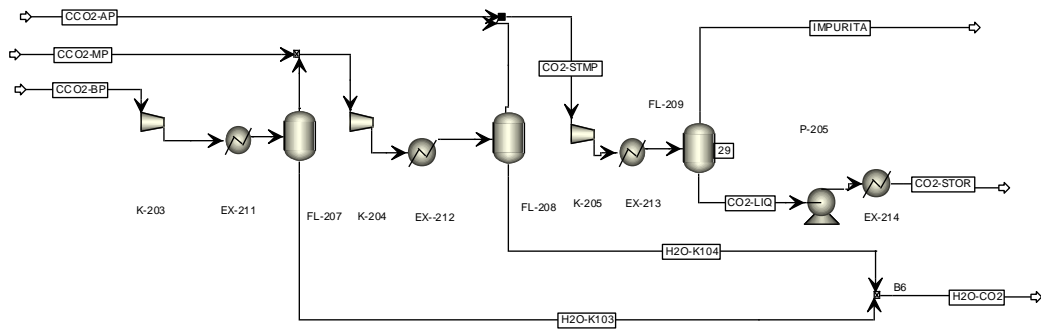 CCO2-AP
IMPURITA
CCO2-MP
CO2-STMP
CCO2-BP
FL-209
P-205
29
CO2-STOR
CO2-LIQ
K-203
EX-211
FL-207
K-204
EX--212
FL-208
K-205
EX-213
EX-214
H2O-K104
B6
H2O-CO2
H2O-K103